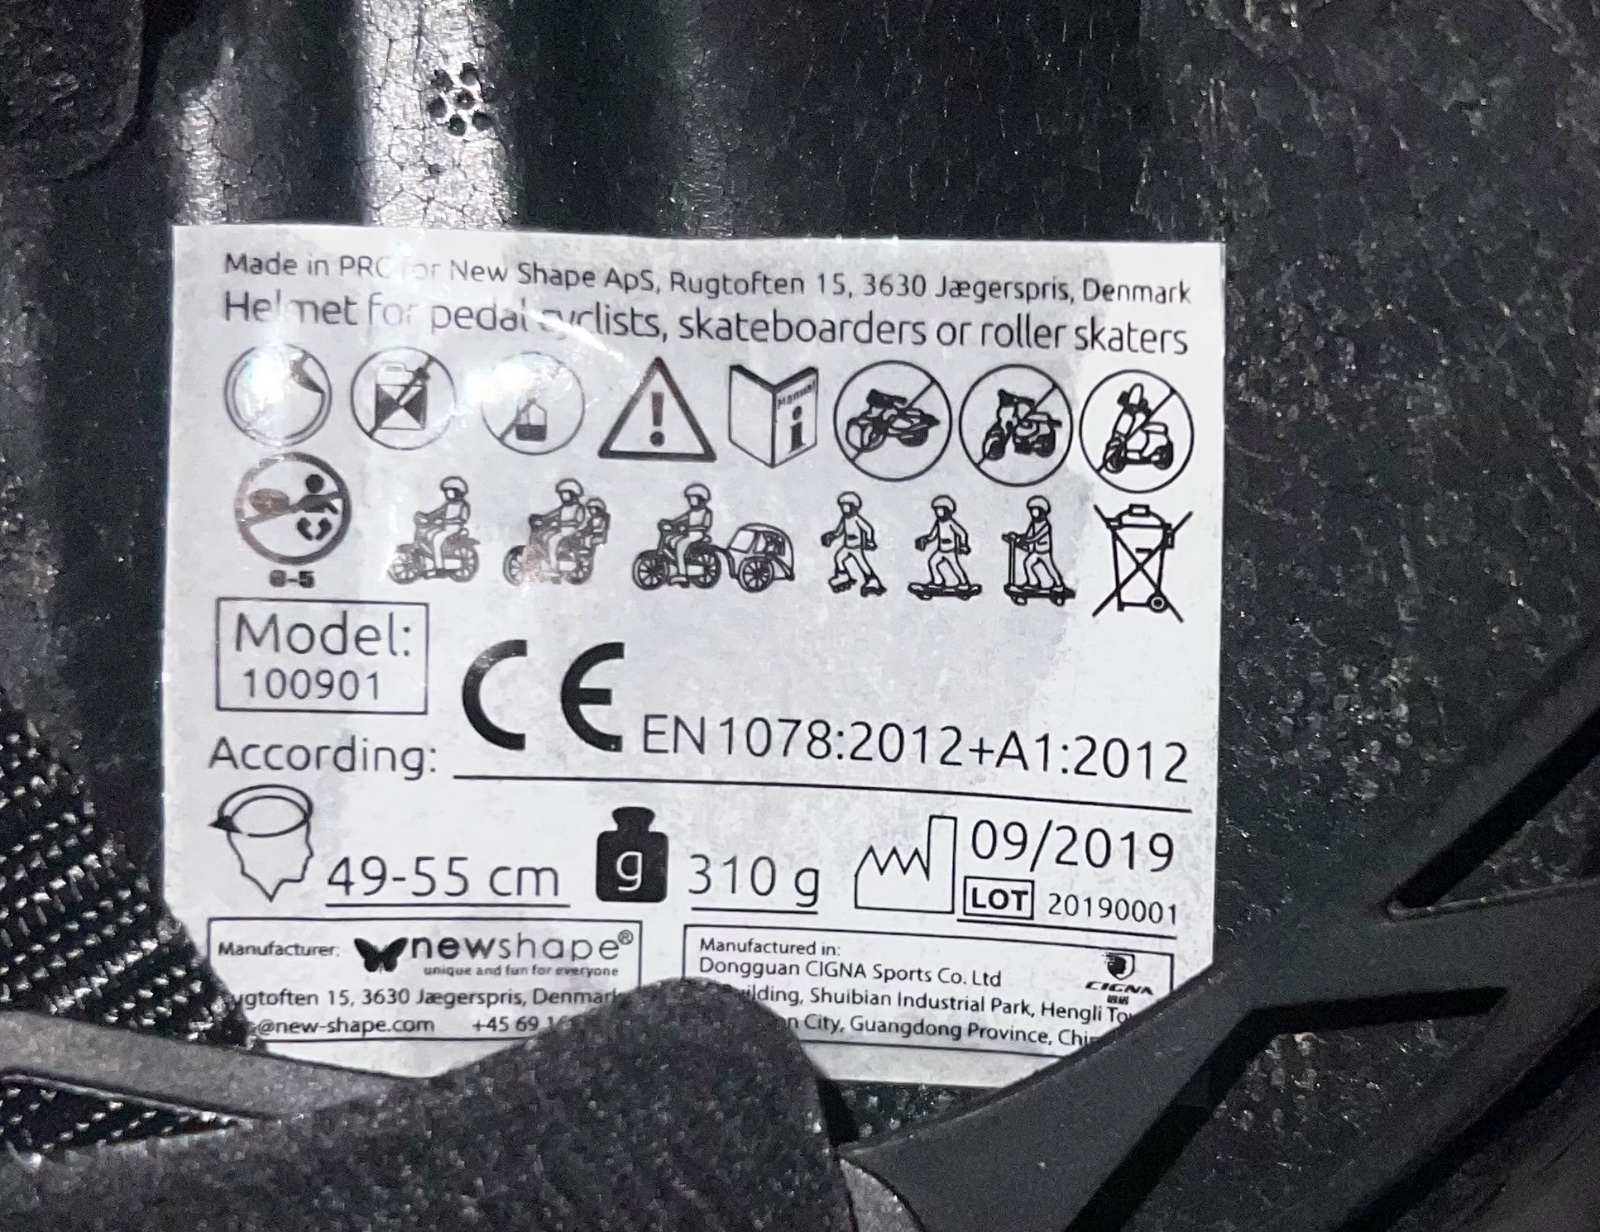 Made in PRC for New Shape ApS, Rugtoften 15, 3630 Jægerspris, Denmark
Helmet for pedal cyclists, skateboarders or roller skaters
Manual
i
0-5
Model:
100901
CE EN 1078:2012+A1:2012
According:
49-55 cm
g
310 g
09/2019
LOT 20190001
Manufacturer: newshape®
unique and fun for everyone
15, 3630 Jægerspris, Denmark
@new-shape.com +45 69
Manufactured in:
Dongguan CIGNA Sports Co. Ltd
CIGNA
Shuibian Industrial Park, Hengli
City, Guangdong Province,